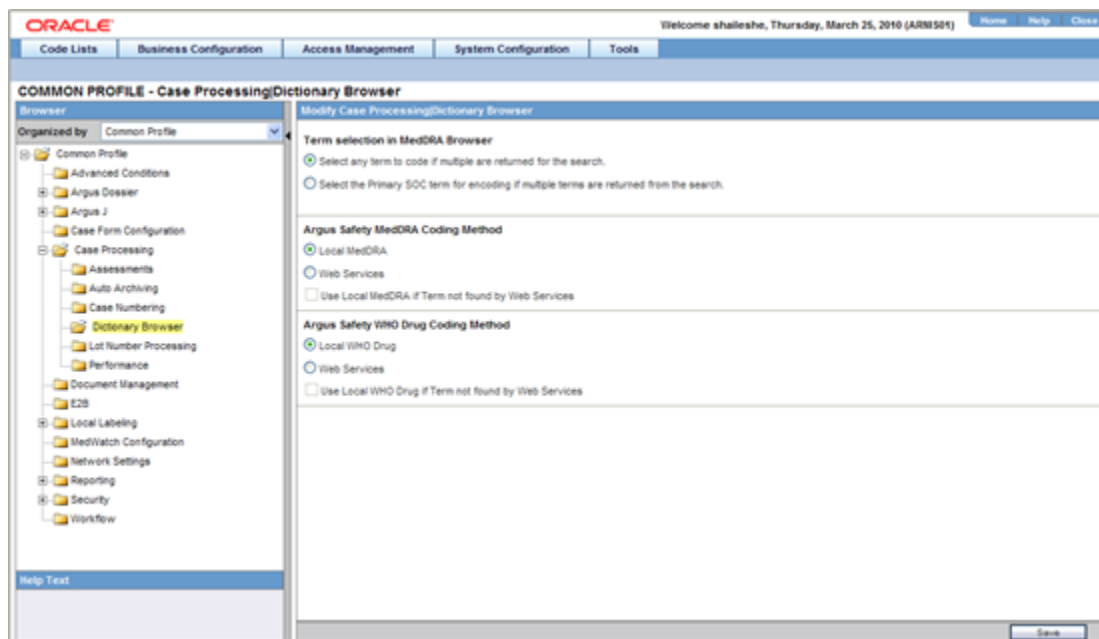 ORACLE
Welcome shaileshe, Thursday, March 25, 2010 (ARNIS01)
Home Help Close
Code Lists Business Configuration Access Management System Configuration Tools
COMMON PROFILE - Case Processing|Dictionary Browser
Browser
Organized by Common Profile
Common Profile
Advanced Conditions
Argus Dossier
Argus J
Case Form Configuration
Case Processing
Assessments
Auto Archiving
Case Numbering
Dictionary Browser
Lot Number Processing
Performance
Document Management
E2B
Local Labeling
MedWatch Configuration
Network Settings
Reporting
Security
Workflow
Help Text
Modify Case Processing|Dictionary Browser
Term selection in MedDRA Browser
Select any term to code if multiple are returned for the search.
Select the Primary SOC term for encoding if multiple terms are returned from the search.
Argus Safety MedDRA Coding Method
Local MedDRA
Web Services
Use Local MedDRA if Term not found by Web Services
Argus Safety WHO Drug Coding Method
Local WHO Drug
Web Services
Use Local WHO Drug if Term not found by Web Services
Save